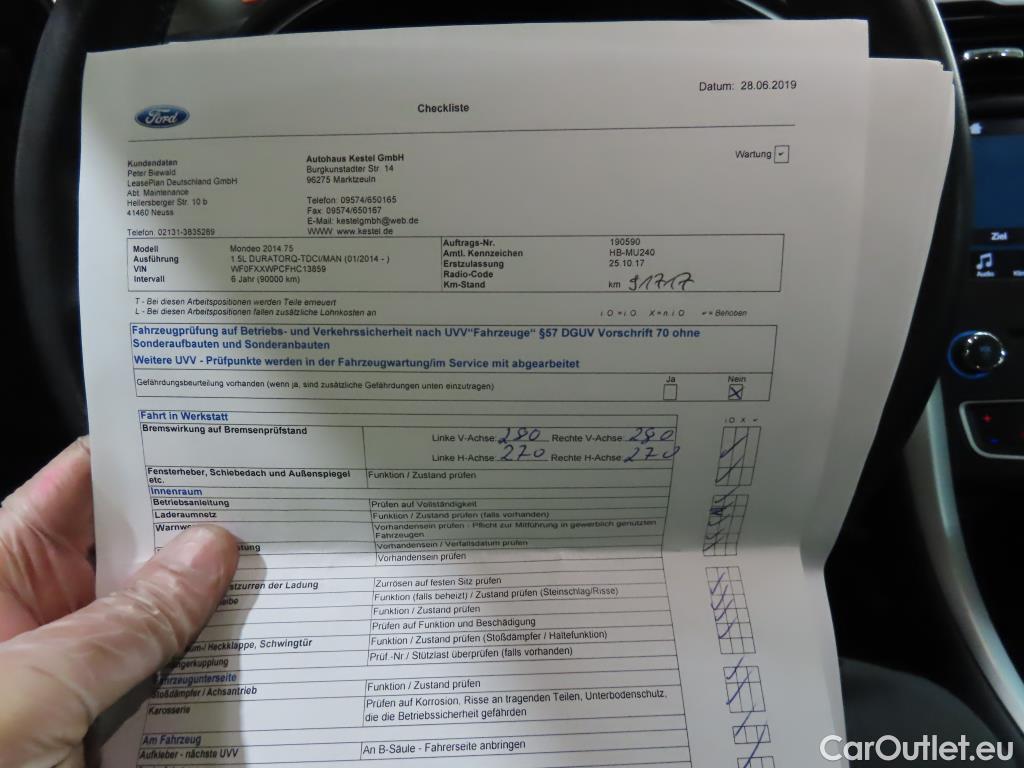 Datum: 28.06.2019
Ford
Checkliste
Wartung
Kundendaten
Peter Biewald
LeasePlan Deutschland GmbH
Abt. Maintenance
Hellersberger Str. 10 b
41460 Neuss
Telefon: 02131-3835289
Autohaus Kestel GmbH
Burgkunstadter Str. 14
96275 Marktzeuln
Telefon: 09574/650165
Fax: 09574/650167
E-Mail: kestelgmbh@web.de
WWW: www.kestel.de
Modell Mondeo 2014.75
Ausführung 1.5L DURATORQ-TDCI/MAN (01/2014 - )
VIN WF0FXXWPCFHC13859
Intervall 6 Jahr (90000 km)
Auftrags-Nr. 190590
Amtl. Kennzeichen HB-MU240
Erstzulassung 25.10.17
Radio-Code
Km-Stand km 91717
T - Bei diesen Arbeitspositionen werden Teile erneuert
L - Bei diesen Arbeitspositionen fallen zusätzliche Lohnkosten an
i.O = i.O. X = n.i.O ✓ = Behoben
Fahrzeugprüfung auf Betriebs- und Verkehrssicherheit nach UVV"Fahrzeuge" §57 DGUV Vorschrift 70 ohne
Sonderaufbauten und Sonderanbauten
Weitere UVV - Prüfpunkte werden in der Fahrzeugwartung/im Service mit abgearbeitet
Gefährdungsbeurteilung vorhanden (wenn ja, sind zusätzliche Gefährdungen unten einzutragen)
Ja Nein
Fahrt in Werkstatt
i.O X ✓
Bremswirkung auf Bremsenprüfstand
Linke V-Achse: 280 Rechte V-Achse: 280
Linke H-Achse: 270 Rechte H-Achse: 270
Fensterheber, Schiebedach und Außenspiegel
etc.
Funktion / Zustand prüfen
Innenraum
Betriebsanleitung Prüfen auf Vollständigkeit
Laderaumnetz Funktion / Zustand prüfen (falls vorhanden)
Warnwe
Vorhandensein prüfen - Pflicht zur Mitführung in gewerblich genutzten
Fahrzeugen
tung Vorhandensein / Verfallsdatum prüfen
Vorhandensein prüfen
stzurren der Ladung Zurrösen auf festen Sitz prüfen
eibe Funktion (falls beheizt) / Zustand prüfen (Steinschlag/Risse)
Funktion / Zustand prüfen
Prüfen auf Funktion und Beschädigung
um-/ Heckklappe, Schwingtür Funktion / Zustand prüfen (Stoßdämpfer / Haltefunktion)
ngerkupplung Prüf.-Nr./ Stützlast überprüfen (falls vorhanden)
hrzeugunterseite
Stoßdämpfer / Achsantrieb Funktion / Zustand prüfen
Karosserie Prüfen auf Korrosion, Risse an tragenden Teilen, Unterbodenschutz,
die die Betriebssicherheit gefährden
Am Fahrzeug
Aufkleber - nächste UVV An B-Säule - Fahrerseite anbringen
Ziel
Audio
CarOutlet.eu